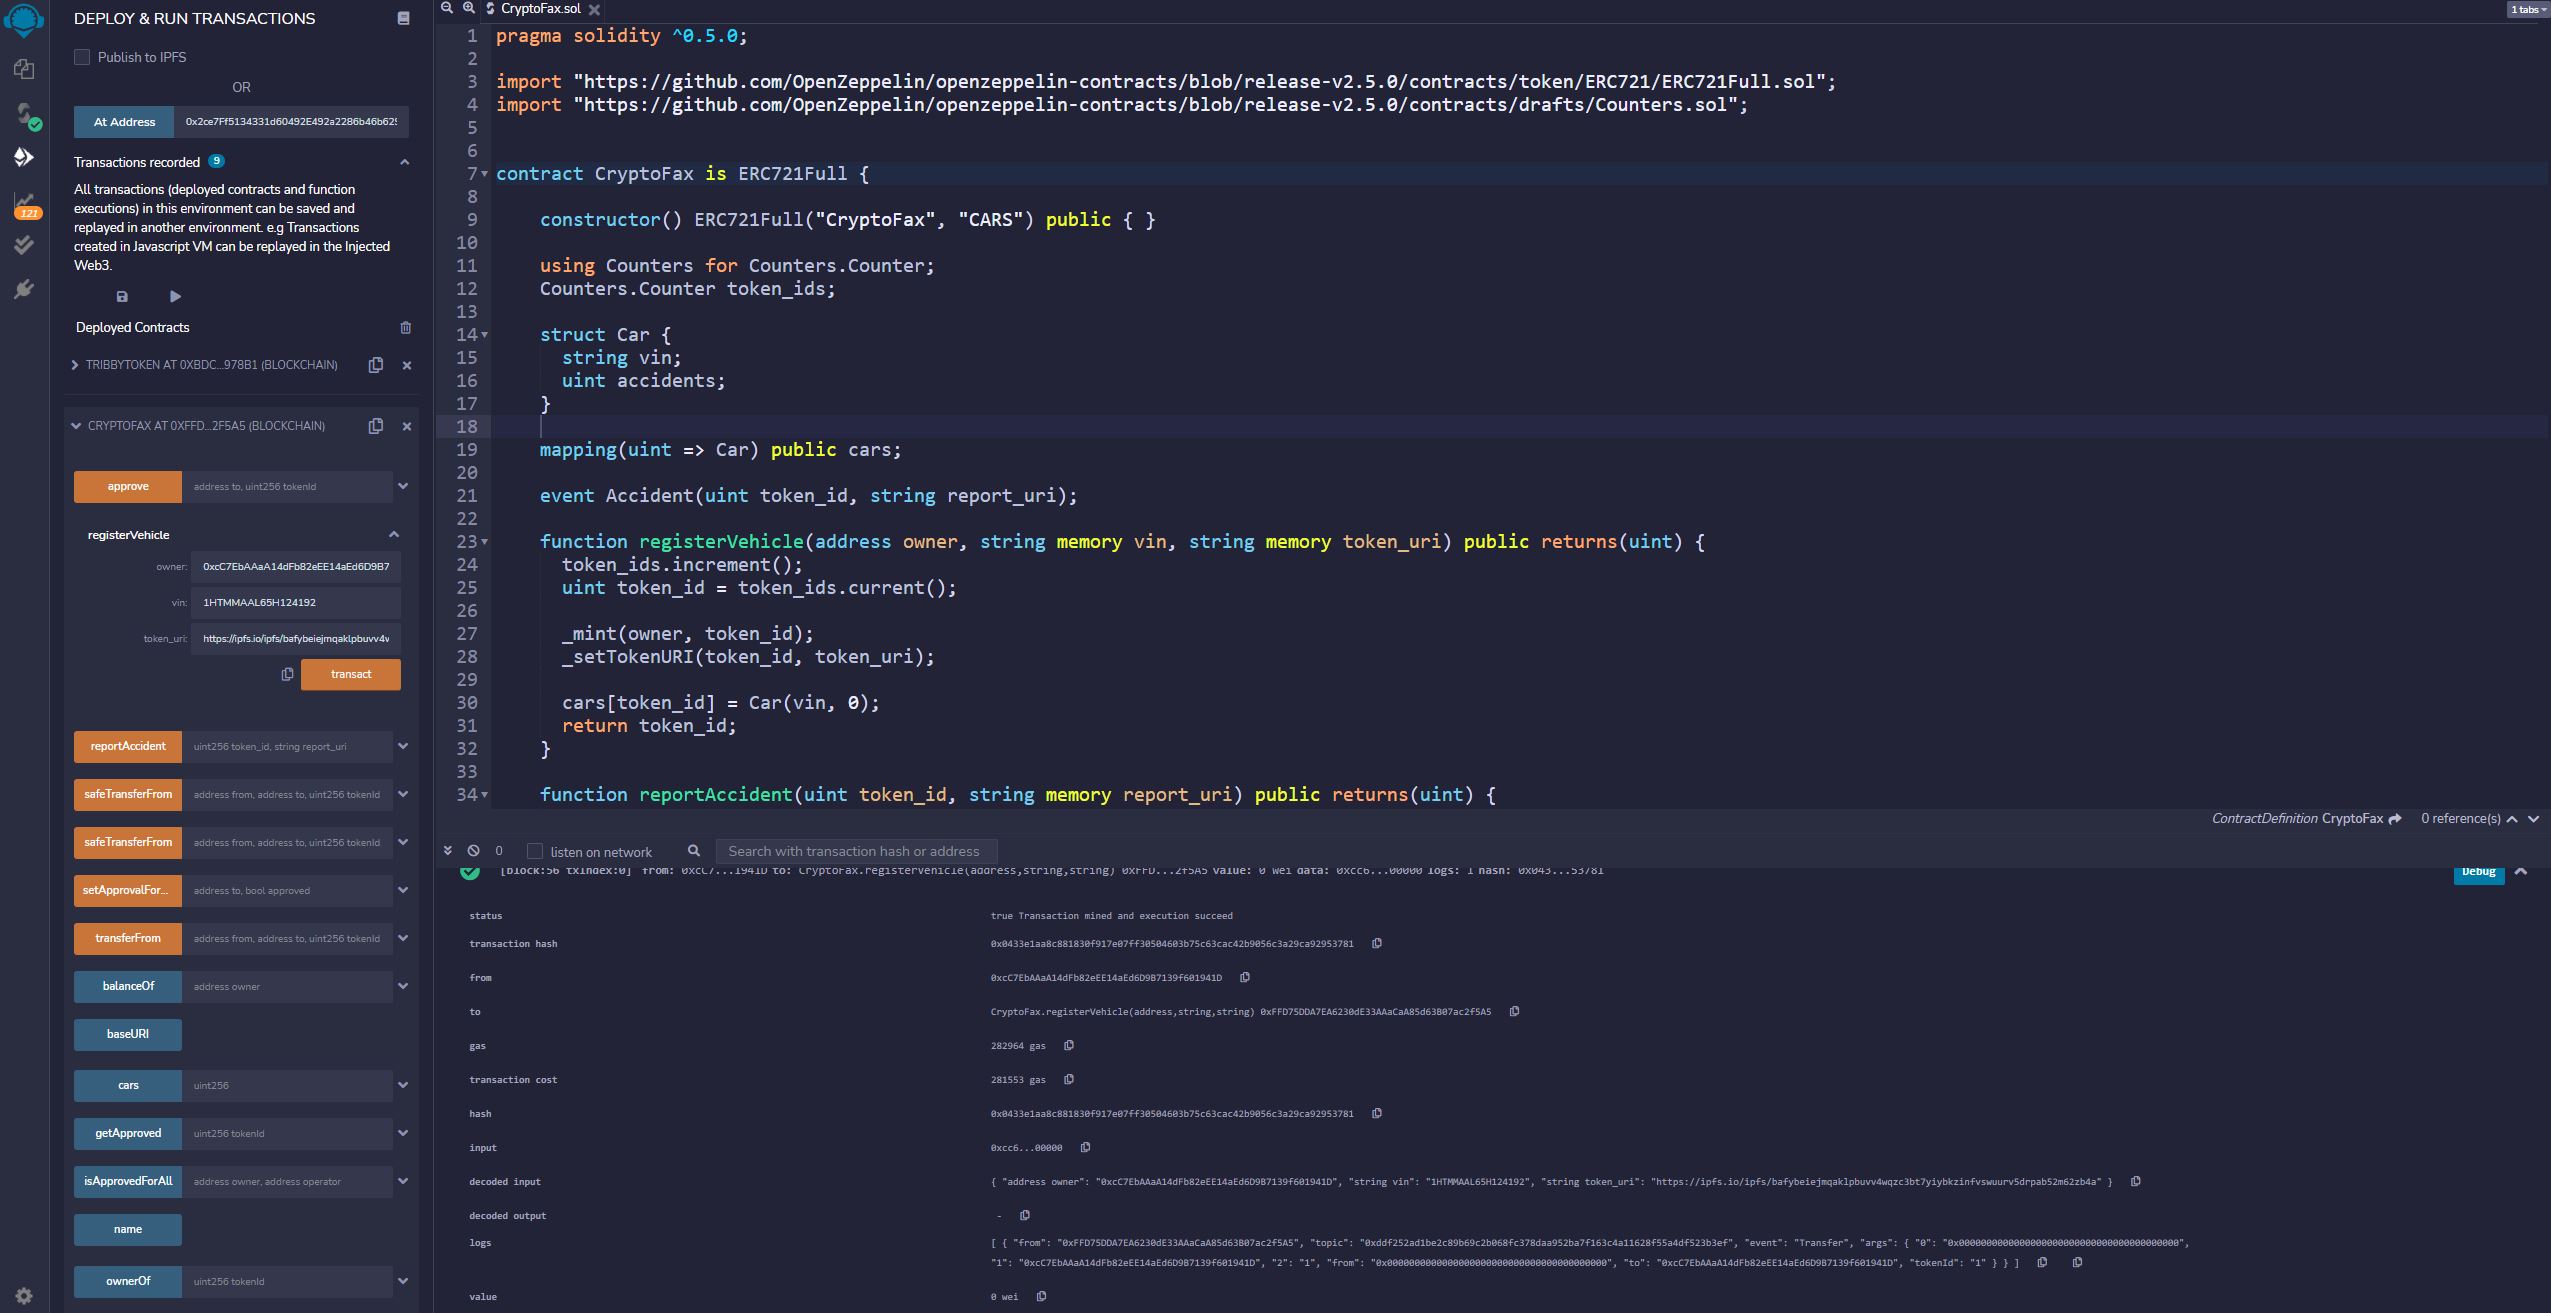 DEPLOY & RUN TRANSACTIONS
Publish to IPFS
OR
At Address
0x2ce7Ff5134331d60492E492a2286b46b62
Transactions recorded 9
All transactions (deployed contracts and function
executions) in this environment can be saved and
replayed in another environment. e.g Transactions
created in Javascript VM can be replayed in the Injected
Web3.
Deployed Contracts
TRIBBYTOKEN AT 0XBDC...978B1 (BLOCKCHAIN)
CRYPTOFAX AT 0XFFD...2F5A5 (BLOCKCHAIN)
approve
address to, uint256 tokenId
registerVehicle
owner: 0xcC7EbAAaA14dFb82eEE14aEd6D9B7
vin: 1HTMMAAL65H124192
token_uri: https://ipfs.io/ipfs/bafybeiejmqaklpbuvv4w
transact
reportAccident uint256 token_id, string report_uri
safeTransferFrom address from, address to, uint256 tokenId
safeTransferFrom address from, address to, uint256 tokenId
setApprovalFor... address to, bool approved
transferFrom address from, address to, uint256 tokenId
balanceOf address owner
baseURI
cars uint256
getApproved uint256 tokenId
isApprovedForAll address owner, address operator
name
ownerOf uint256 tokenId
121
CryptoFax.sol
1 tabs
1 pragma solidity ^0.5.0;
2
3 import "https://github.com/OpenZeppelin/openzeppelin-contracts/blob/release-v2.5.0/contracts/token/ERC721/ERC721Full.sol";
4 import "https://github.com/OpenZeppelin/openzeppelin-contracts/blob/release-v2.5.0/contracts/drafts/Counters.sol";
5
6
7 contract CryptoFax is ERC721Full {
8
9 constructor() ERC721Full("CryptoFax", "CARS") public { }
10
11 using Counters for Counters.Counter;
12 Counters.Counter token_ids;
13
14 struct Car {
15 string vin;
16 uint accidents;
17 }
18
19 mapping(uint => Car) public cars;
20
21 event Accident(uint token_id, string report_uri);
22
23 function registerVehicle(address owner, string memory vin, string memory token_uri) public returns(uint) {
24 token_ids.increment();
25 uint token_id = token_ids.current();
26
27 _mint(owner, token_id);
28 _setTokenURI(token_id, token_uri);
29
30 cars[token_id] = Car(vin, 0);
31 return token_id;
32 }
33
34 function reportAccident(uint token_id, string memory report_uri) public returns(uint) {
ContractDefinition CryptoFax 0 reference(s)
0 listen on network Search with transaction hash or address
[block:56 txIndex:0] from: 0xcC7...1941D to: CryptoFax.registerVehicle(address,string,string) 0xFFD...2f5A5 value: 0 wei data: 0xcc6...00000 logs: 1 hash: 0x043...53781
Debug
status true Transaction mined and execution succeed
transaction hash 0x0433e1aa8c881830f917e07ff30504603b75c63cac42b9056c3a29ca92953781
from 0xcC7EbAAaA14dFb82eEE14aEd6D9B7139f601941D
to CryptoFax.registerVehicle(address,string,string) 0xFFD75DDA7EA6230dE33AAaCaA85d63B07ac2f5A5
gas 282964 gas
transaction cost 281553 gas
hash 0x0433e1aa8c881830f917e07ff30504603b75c63cac42b9056c3a29ca92953781
input 0xcc6...00000
decoded input { "address owner": "0xcC7EbAAaA14dFb82eEE14aEd6D9B7139f601941D", "string vin": "1HTMMAAL65H124192", "string token_uri": "https://ipfs.io/ipfs/bafybeiejmqaklpbuvv4wqzc3bt7yiybkzinfvswuurv5drpab52m62zb4a" }
decoded output -
logs [ { "from": "0xFFD75DDA7EA6230dE33AAaCaA85d63B07ac2f5A5", "topic": "0xddf252ad1be2c89b69c2b068fc378daa952ba7f163c4a11628f55a4df523b3ef", "event": "Transfer", "args": { "0": "0x0000000000000000000000000000000000000000",
"1": "0xcC7EbAAaA14dFb82eEE14aEd6D9B7139f601941D", "2": "1", "from": "0x0000000000000000000000000000000000000000", "to": "0xcC7EbAAaA14dFb82eEE14aEd6D9B7139f601941D", "tokenId": "1" } } ]
value 0 wei